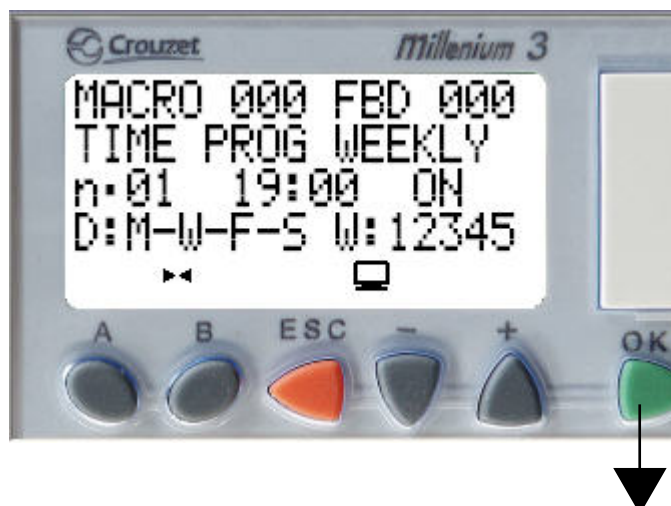 Crouzet Millenium 3
MACRO 000 FBD 000
TIME PROG WEEKLY
n·01 19:00 ON
D:M-W-F-S W:12345
A B ESC - + OK